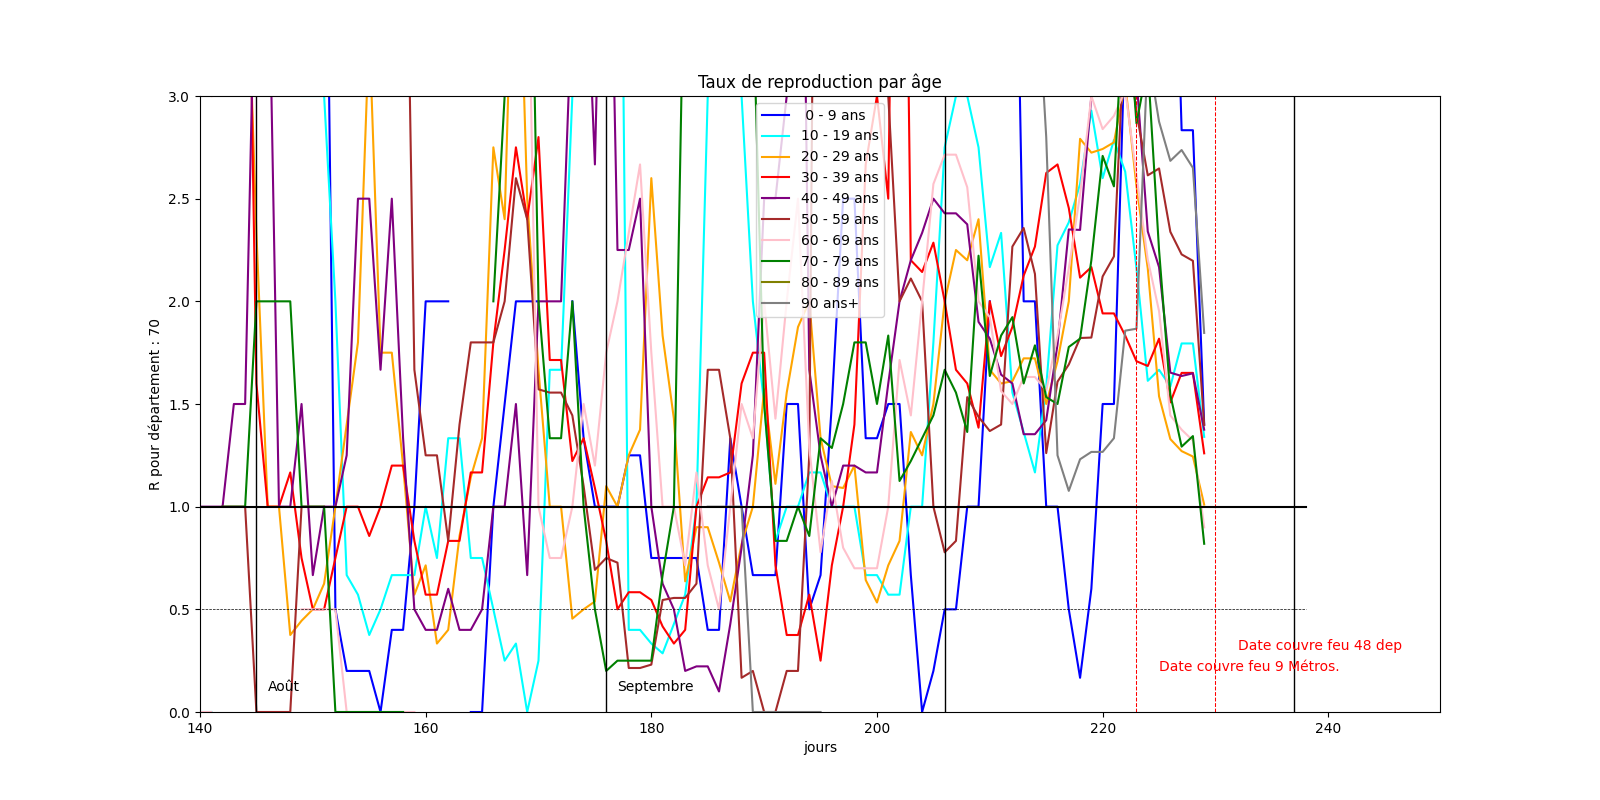 Taux de reproduction par âge
3.0
2.5
2.0
1.5
1.0
0.5
0.0
R pour département : 70
0 - 9 ans
10 - 19 ans
20 - 29 ans
30 - 39 ans
40 - 49 ans
50 - 59 ans
60 - 69 ans
70 - 79 ans
80 - 89 ans
90 ans+
Date couvre feu 48 dep
Date couvre feu 9 Métros.
Août
Septembre
140 160 180 200 220 240
jours